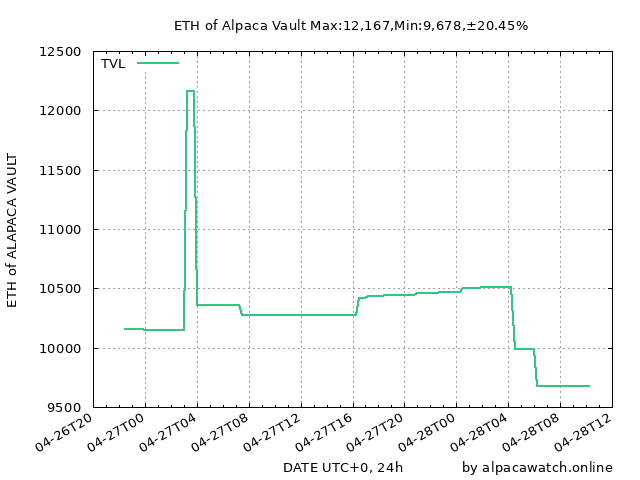 ETH of Alpaca Vault Max:12,167,Min:9,678,±20.45%
TVL
12500
12000
11500
11000
10500
10000
9500
ETH of ALAPACA VAULT
04-26T20
04-27T00
04-27T04
04-27T08
04-27T12
04-27T16
04-27T20
04-28T00
04-28T04
04-28T08
04-28T12
DATE UTC+0, 24h
by alpacawatch.online